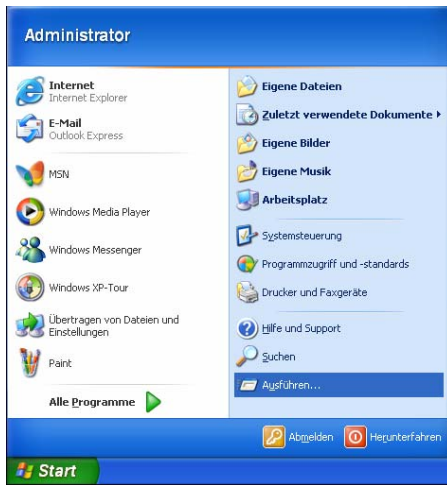 Administrator
Internet
Internet Explorer
E-Mail
Outlook Express
MSN
Windows Media Player
Windows Messenger
Windows XP-Tour
Übertragen von Dateien und
Einstellungen
Paint
Alle Programme
Eigene Dateien
Zuletzt verwendete Dokumente
Eigene Bilder
Eigene Musik
Arbeitsplatz
Systemsteuerung
Programmzugriff und -standards
Drucker und Faxgeräte
Hilfe und Support
Suchen
Ausführen...
Abmelden
Herunterfahren
Start